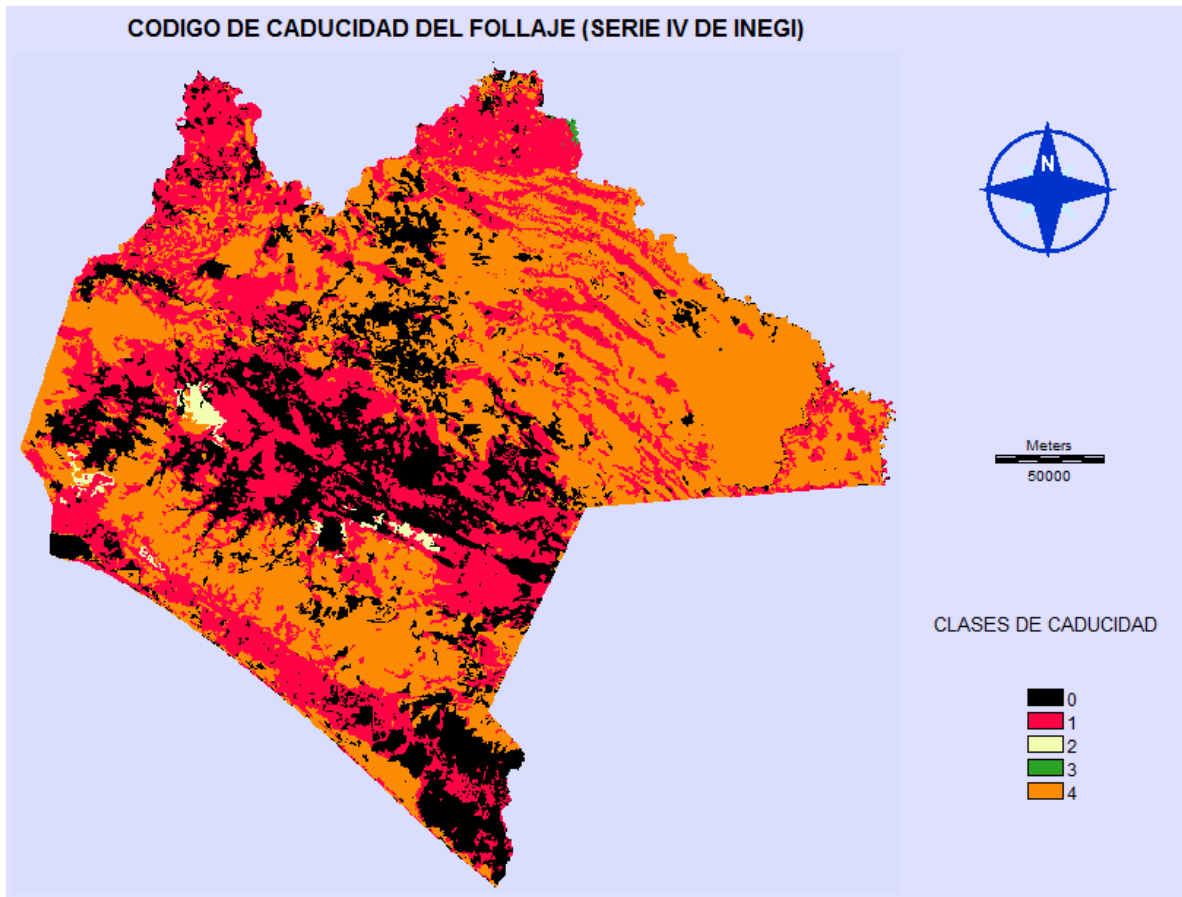 CODIGO DE CADUCIDAD DEL FOLLAJE (SERIE IV DE INEGI)
N
Meters
50000
CLASES DE CADUCIDAD
0
1
2
3
4